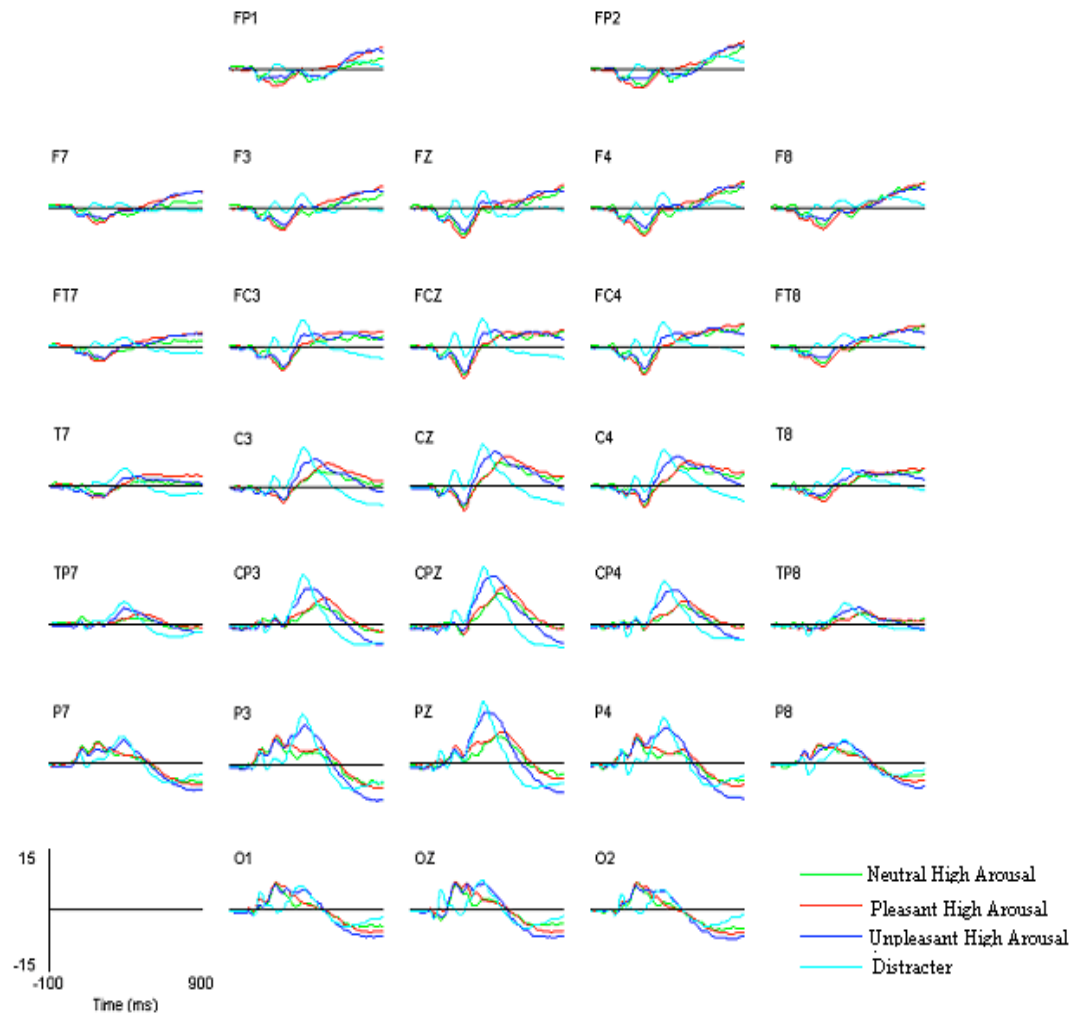 FP1 FP2
F7 F3 FZ F4 F8
FT7 FC3 FCZ FC4 FT8
T7 C3 CZ C4 T8
TP7 CP3 CPZ CP4 TP8
P7 P3 PZ P4 P8
15 O1 OZ O2
Neutral High Arousal
Pleasant High Arousal
Unpleasant High Arousal
Distracter
-15
-100 900
Time (ms)